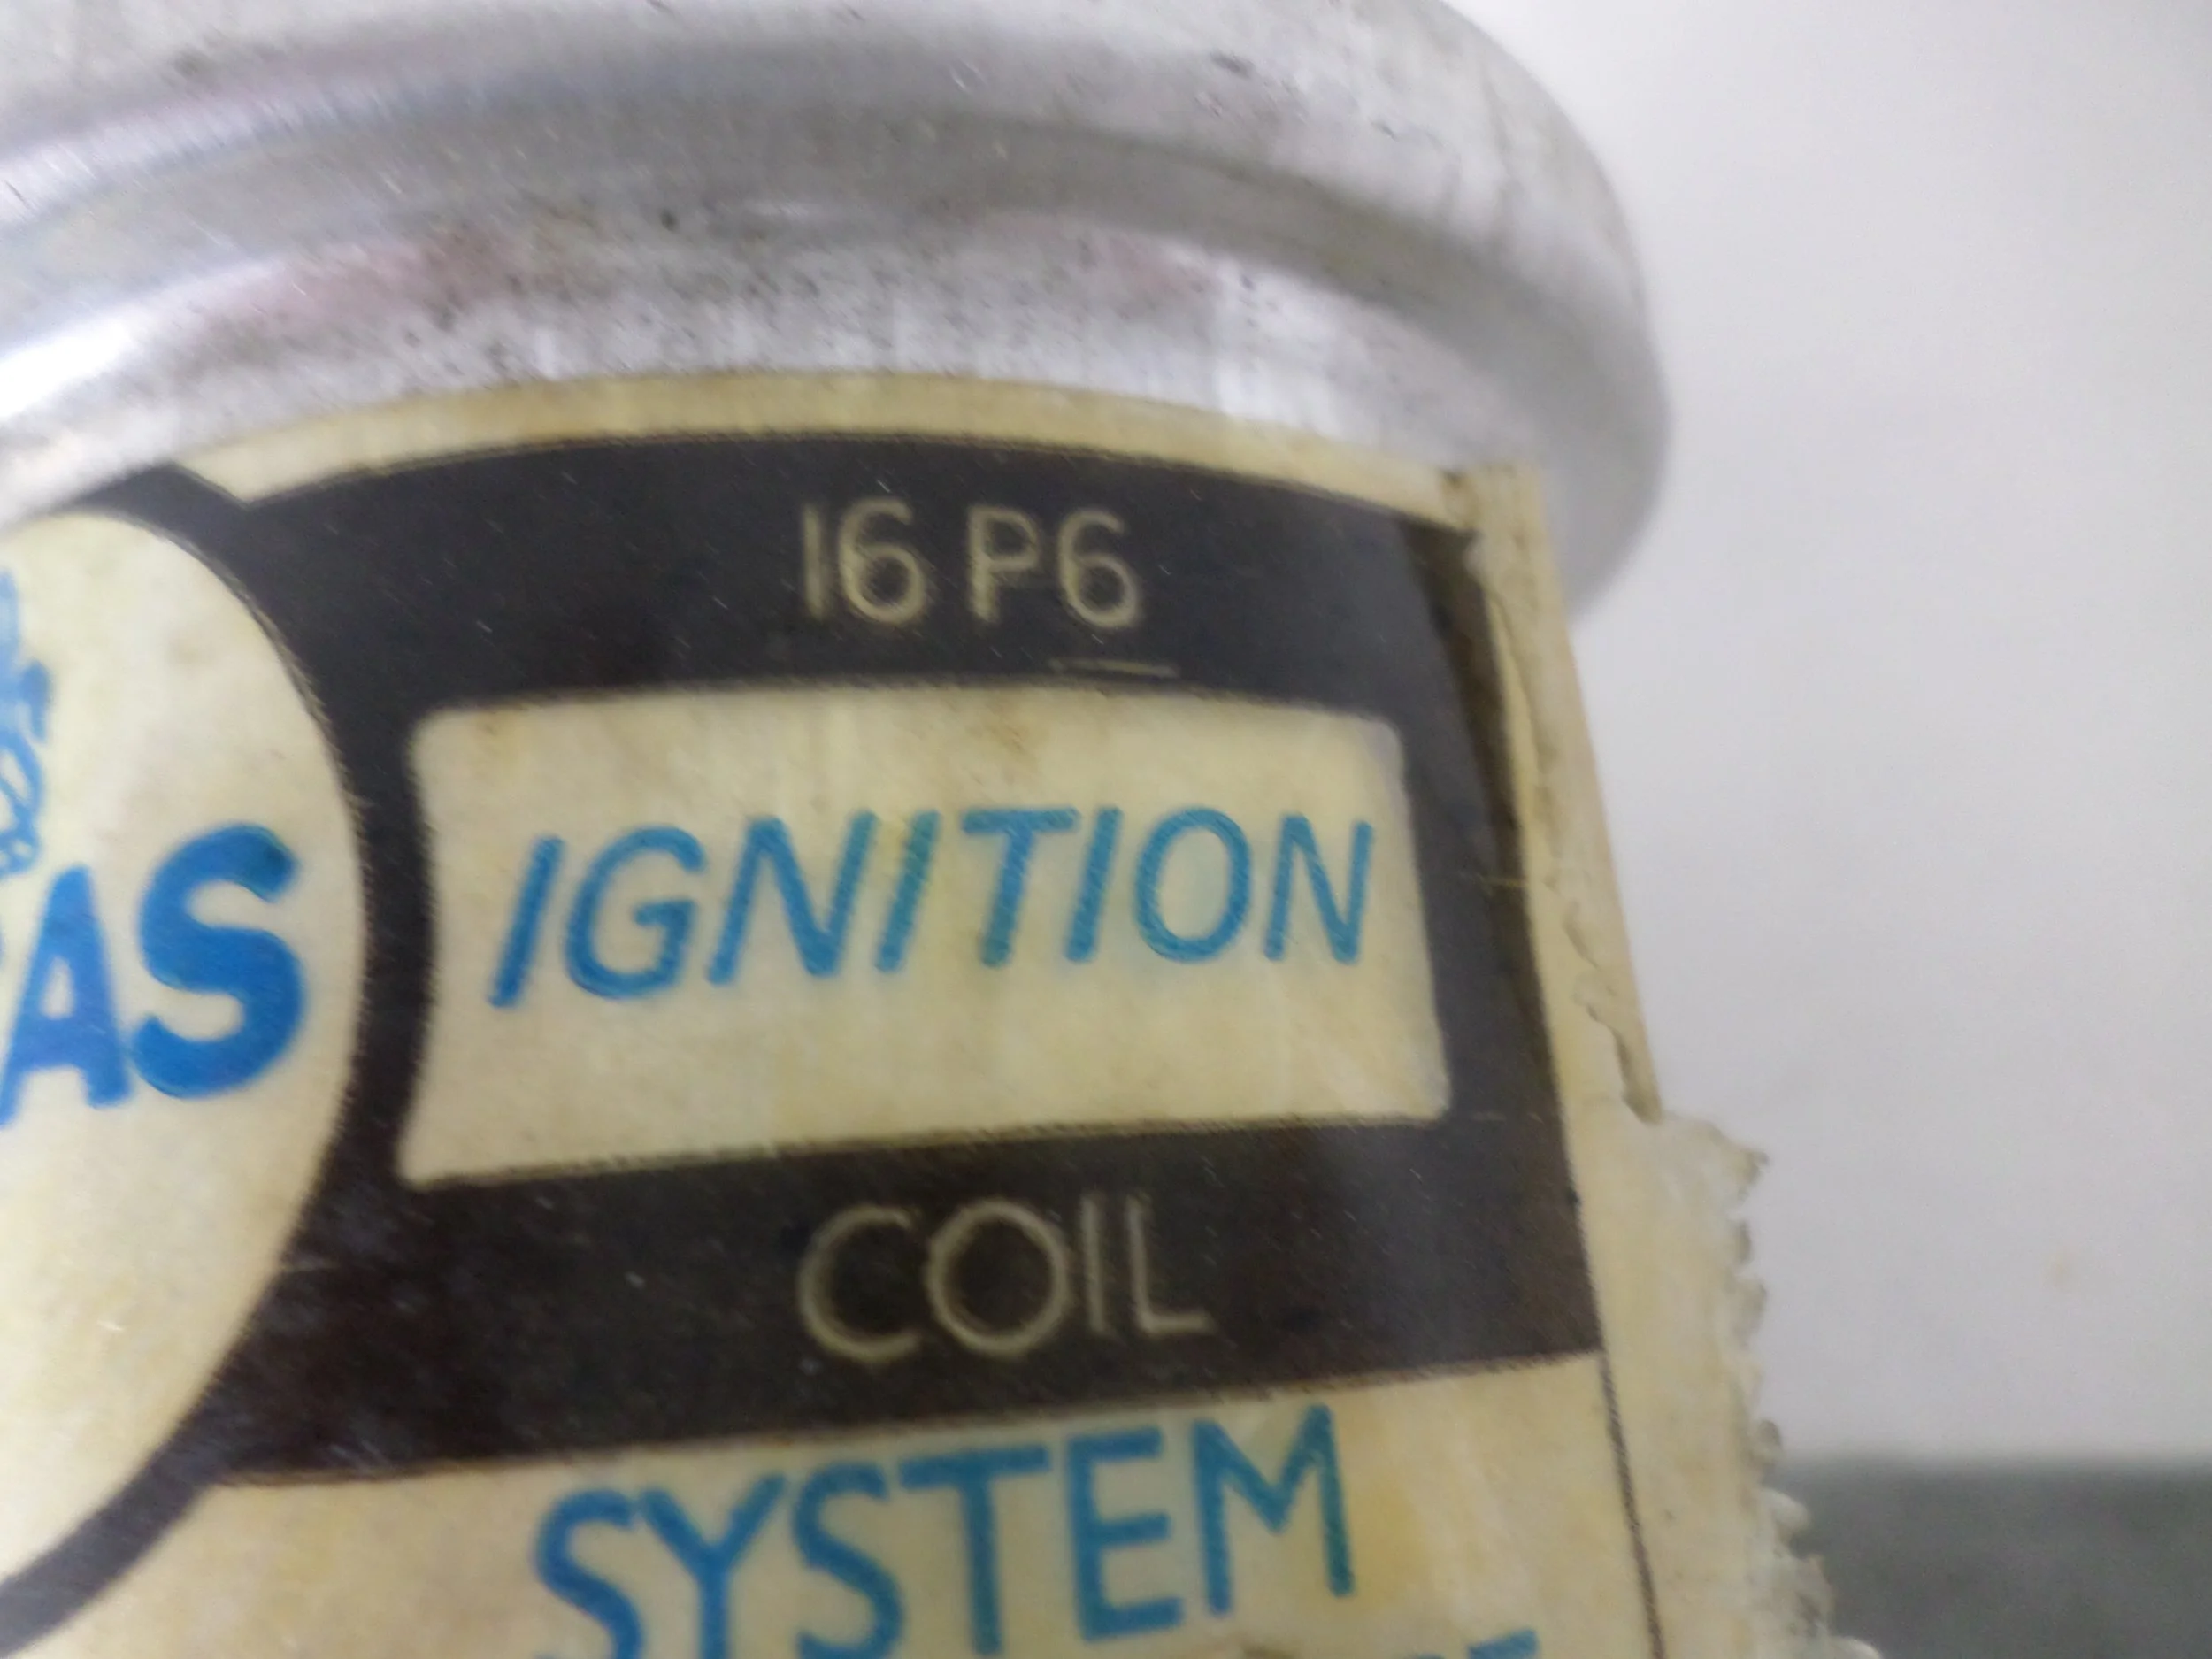 16 P6
AS
IGNITION
COIL
SYSTEM